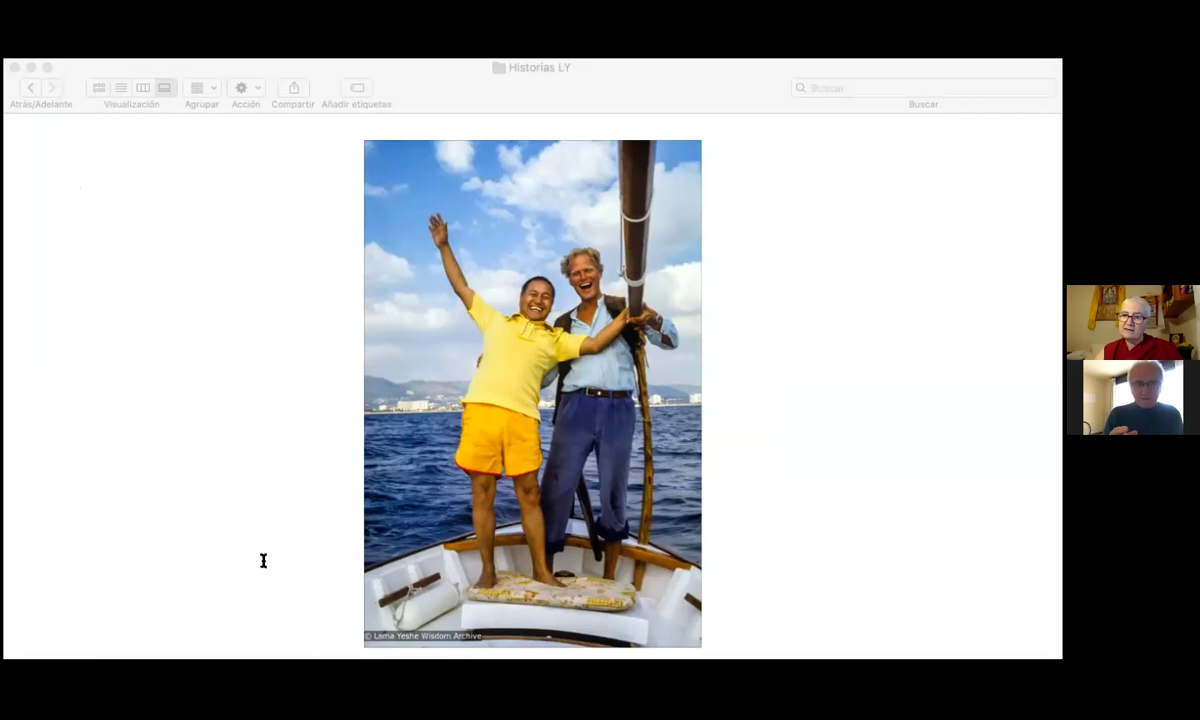 Historias LY
Atrás/Adelante
Visualización
Agrupar
Acción
Compartir
Añadir etiquetas
Buscar
Buscar
© Lama Yeshe Wisdom Archive